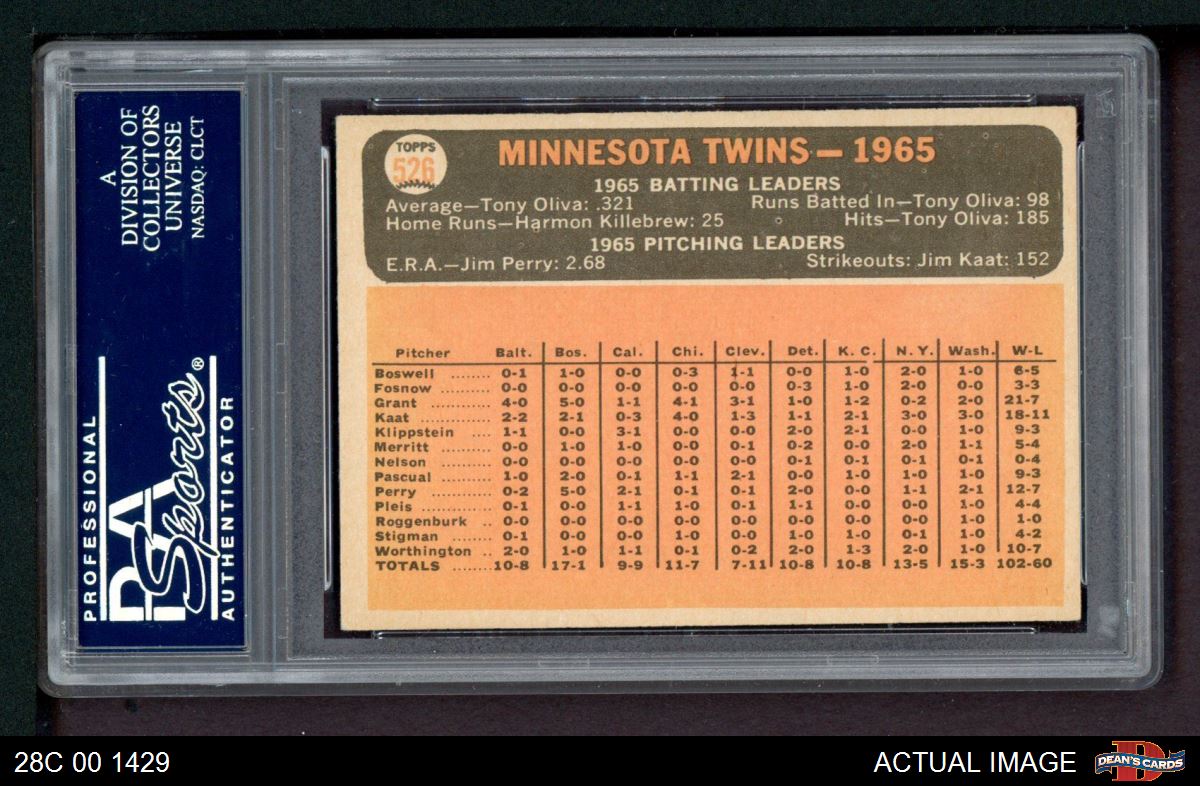 A
DIVISION OF
COLLECTORS
UNIVERSE
NASDAQ: CLCT
PROFESSIONAL
PSA
Sports®
AUTHENTICATOR
TOPPS
526
MINNESOTA TWINS — 1965
1965 BATTING LEADERS
Average—Tony Oliva: .321 Runs Batted In—Tony Oliva: 98
Home Runs—Harmon Killebrew: 25 Hits—Tony Oliva: 185
1965 PITCHING LEADERS
E.R.A.—Jim Perry: 2.68 Strikeouts: Jim Kaat: 152
Pitcher Balt. Bos. Cal. Chi. Clev. Det. K. C. N. Y. Wash. W-L
Boswell ........ 0-1 1-0 0-0 0-3 1-1 0-0 1-0 2-0 1-0 6-5
Fosnow .......... 0-0 0-0 0-0 0-0 0-0 0-3 1-0 2-0 0-0 3-3
Grant ............ 4-0 5-0 1-1 4-1 3-1 1-0 1-2 0-2 2-0 21-7
Kaat .............. 2-2 2-1 0-3 4-0 1-3 1-1 2-1 3-0 3-0 18-11
Klippstein .... 1-1 0-0 3-1 0-0 0-0 2-0 2-1 0-0 1-0 9-3
Merritt .......... 0-0 1-0 1-0 0-0 0-1 0-2 0-0 2-0 1-1 5-4
Nelson .......... 0-0 0-0 0-0 0-0 0-0 0-1 0-1 0-1 0-1 0-4
Pascual ........ 1-0 2-0 0-1 1-1 2-1 0-0 1-0 1-0 1-0 9-3
Perry ............ 0-2 5-0 2-1 0-1 0-1 2-0 0-0 1-1 2-1 12-7
Pleis ............ 0-1 0-0 0-1 1-0 0-1 1-1 1-0 0-0 1-0 4-4
Roggenburk .. 0-0 0-0 0-0 0-0 0-0 0-0 0-0 0-0 1-0 1-0
Stigman ........ 0-1 0-0 0-0 1-0 0-0 1-0 1-0 0-1 1-0 4-2
Worthington .. 2-0 1-0 1-1 0-1 0-2 2-0 1-3 2-0 1-0 10-7
TOTALS ........ 10-8 17-1 9-9 11-7 7-11 10-8 10-8 13-5 15-3 102-60
28C 00 1429
ACTUAL IMAGE
D
DEAN'S CARDS